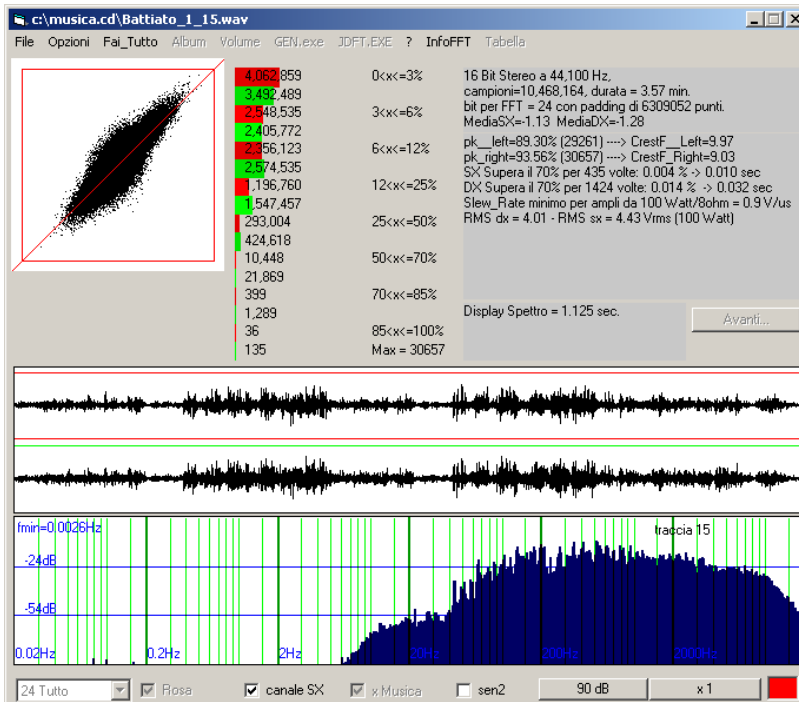 c:\musica.cd\Battiato_1_15.wav
File Opzioni Fai_Tutto Album Volume GEN.exe JDFT.EXE ? InfoFFT Tabella
4,062,859 0<x<=3%
3,492,489
2,548,535 3<x<=6%
2,405,772
2,356,123 6<x<=12%
2,574,535
1,196,760 12<x<=25%
1,547,457
293,004 25<x<=50%
424,618
10,448 50<x<=70%
21,869
399 70<x<=85%
1,289
36 85<x<=100%
135 Max = 30657
16 Bit Stereo a 44,100 Hz,
campioni=10,468,164, durata = 3.57 min.
bit per FFT = 24 con padding di 6309052 punti.
MediaSX=-1.13 MediaDX=-1.28
pk__left=89.30% (29261) ----> CrestF__Left=9.97
pk_right=93.56% (30657) ----> CrestF_Right=9.03
SX Supera il 70% per 435 volte: 0.004 % -> 0.010 sec
DX Supera il 70% per 1424 volte: 0.014 % -> 0.032 sec
Slew_Rate minimo per ampli da 100 Watt/8ohm = 0.9 V/us
RMS dx = 4.01 - RMS sx = 4.43 Vrms (100 Watt)
Display Spettro = 1.125 sec.
Avanti...
fmin=0.0026Hz
traccia 15
-24dB
-54dB
0.02Hz 0.2Hz 2Hz 20Hz 200Hz 2000Hz
24 Tutto Rosa canale SX x Musica sen2 90 dB x 1